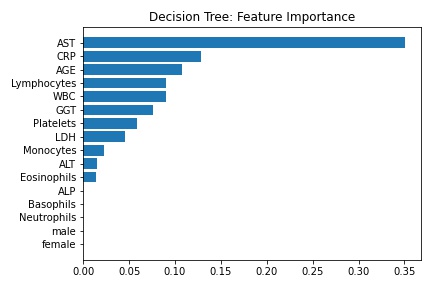 Decision Tree: Feature Importance
AST
CRP
AGE
Lymphocytes
WBC
GGT
Platelets
LDH
Monocytes
ALT
Eosinophils
ALP
Basophils
Neutrophils
male
female
0.00 0.05 0.10 0.15 0.20 0.25 0.30 0.35